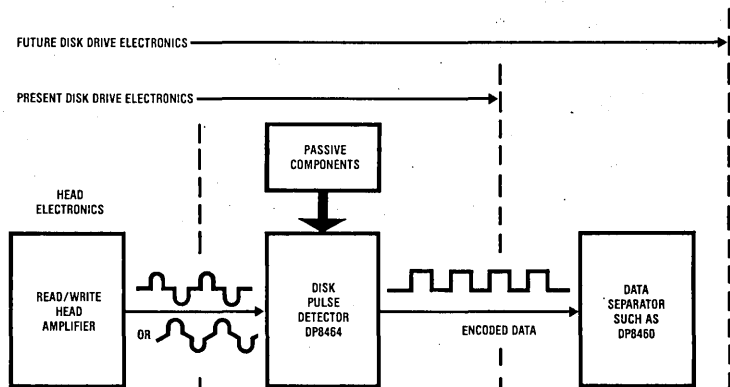 FUTURE DISK DRIVE ELECTRONICS
PRESENT DISK DRIVE ELECTRONICS
PASSIVE
COMPONENTS
HEAD
ELECTRONICS
READ/WRITE
HEAD
AMPLIFIER
OR
DISK
PULSE
DETECTOR
DP8464
ENCODED DATA
DATA
SEPARATOR
SUCH AS
DP8460